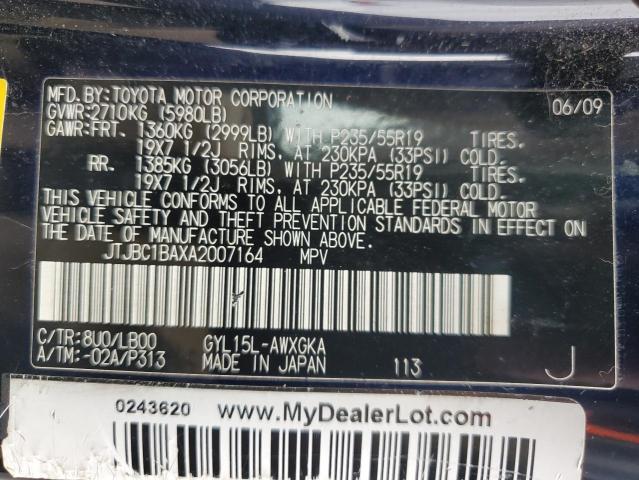 MFD.BY:TOYOTA MOTOR CORPORATION 06/09
GVWR:2710KG (5980LB)
GAWR:FRT. 1360KG (2999LB) WITH P235/55R19 TIRES.
19X7 1/2J RIMS. AT 230KPA (33PSI) COLD.
RR. 1385KG (3056LB) WITH P235/55R19 TIRES.
19X7 1/2J RIMS. AT 230KPA (33PSI) COLD.
THIS VEHICLE CONFORMS TO ALL APPLICABLE FEDERAL MOTOR
VEHICLE SAFETY AND THEFT PREVENTION STANDARDS IN EFFECT ON
THE DATE OF MANUFACTURE SHOWN ABOVE.
JTJBC1BAXA2007164 MPV
C/TR:8U0/LB00 GYL15L-AWXGKA
A/TM:-02A/P313 MADE IN JAPAN 113 J
0243620 www.MyDealerLot.com